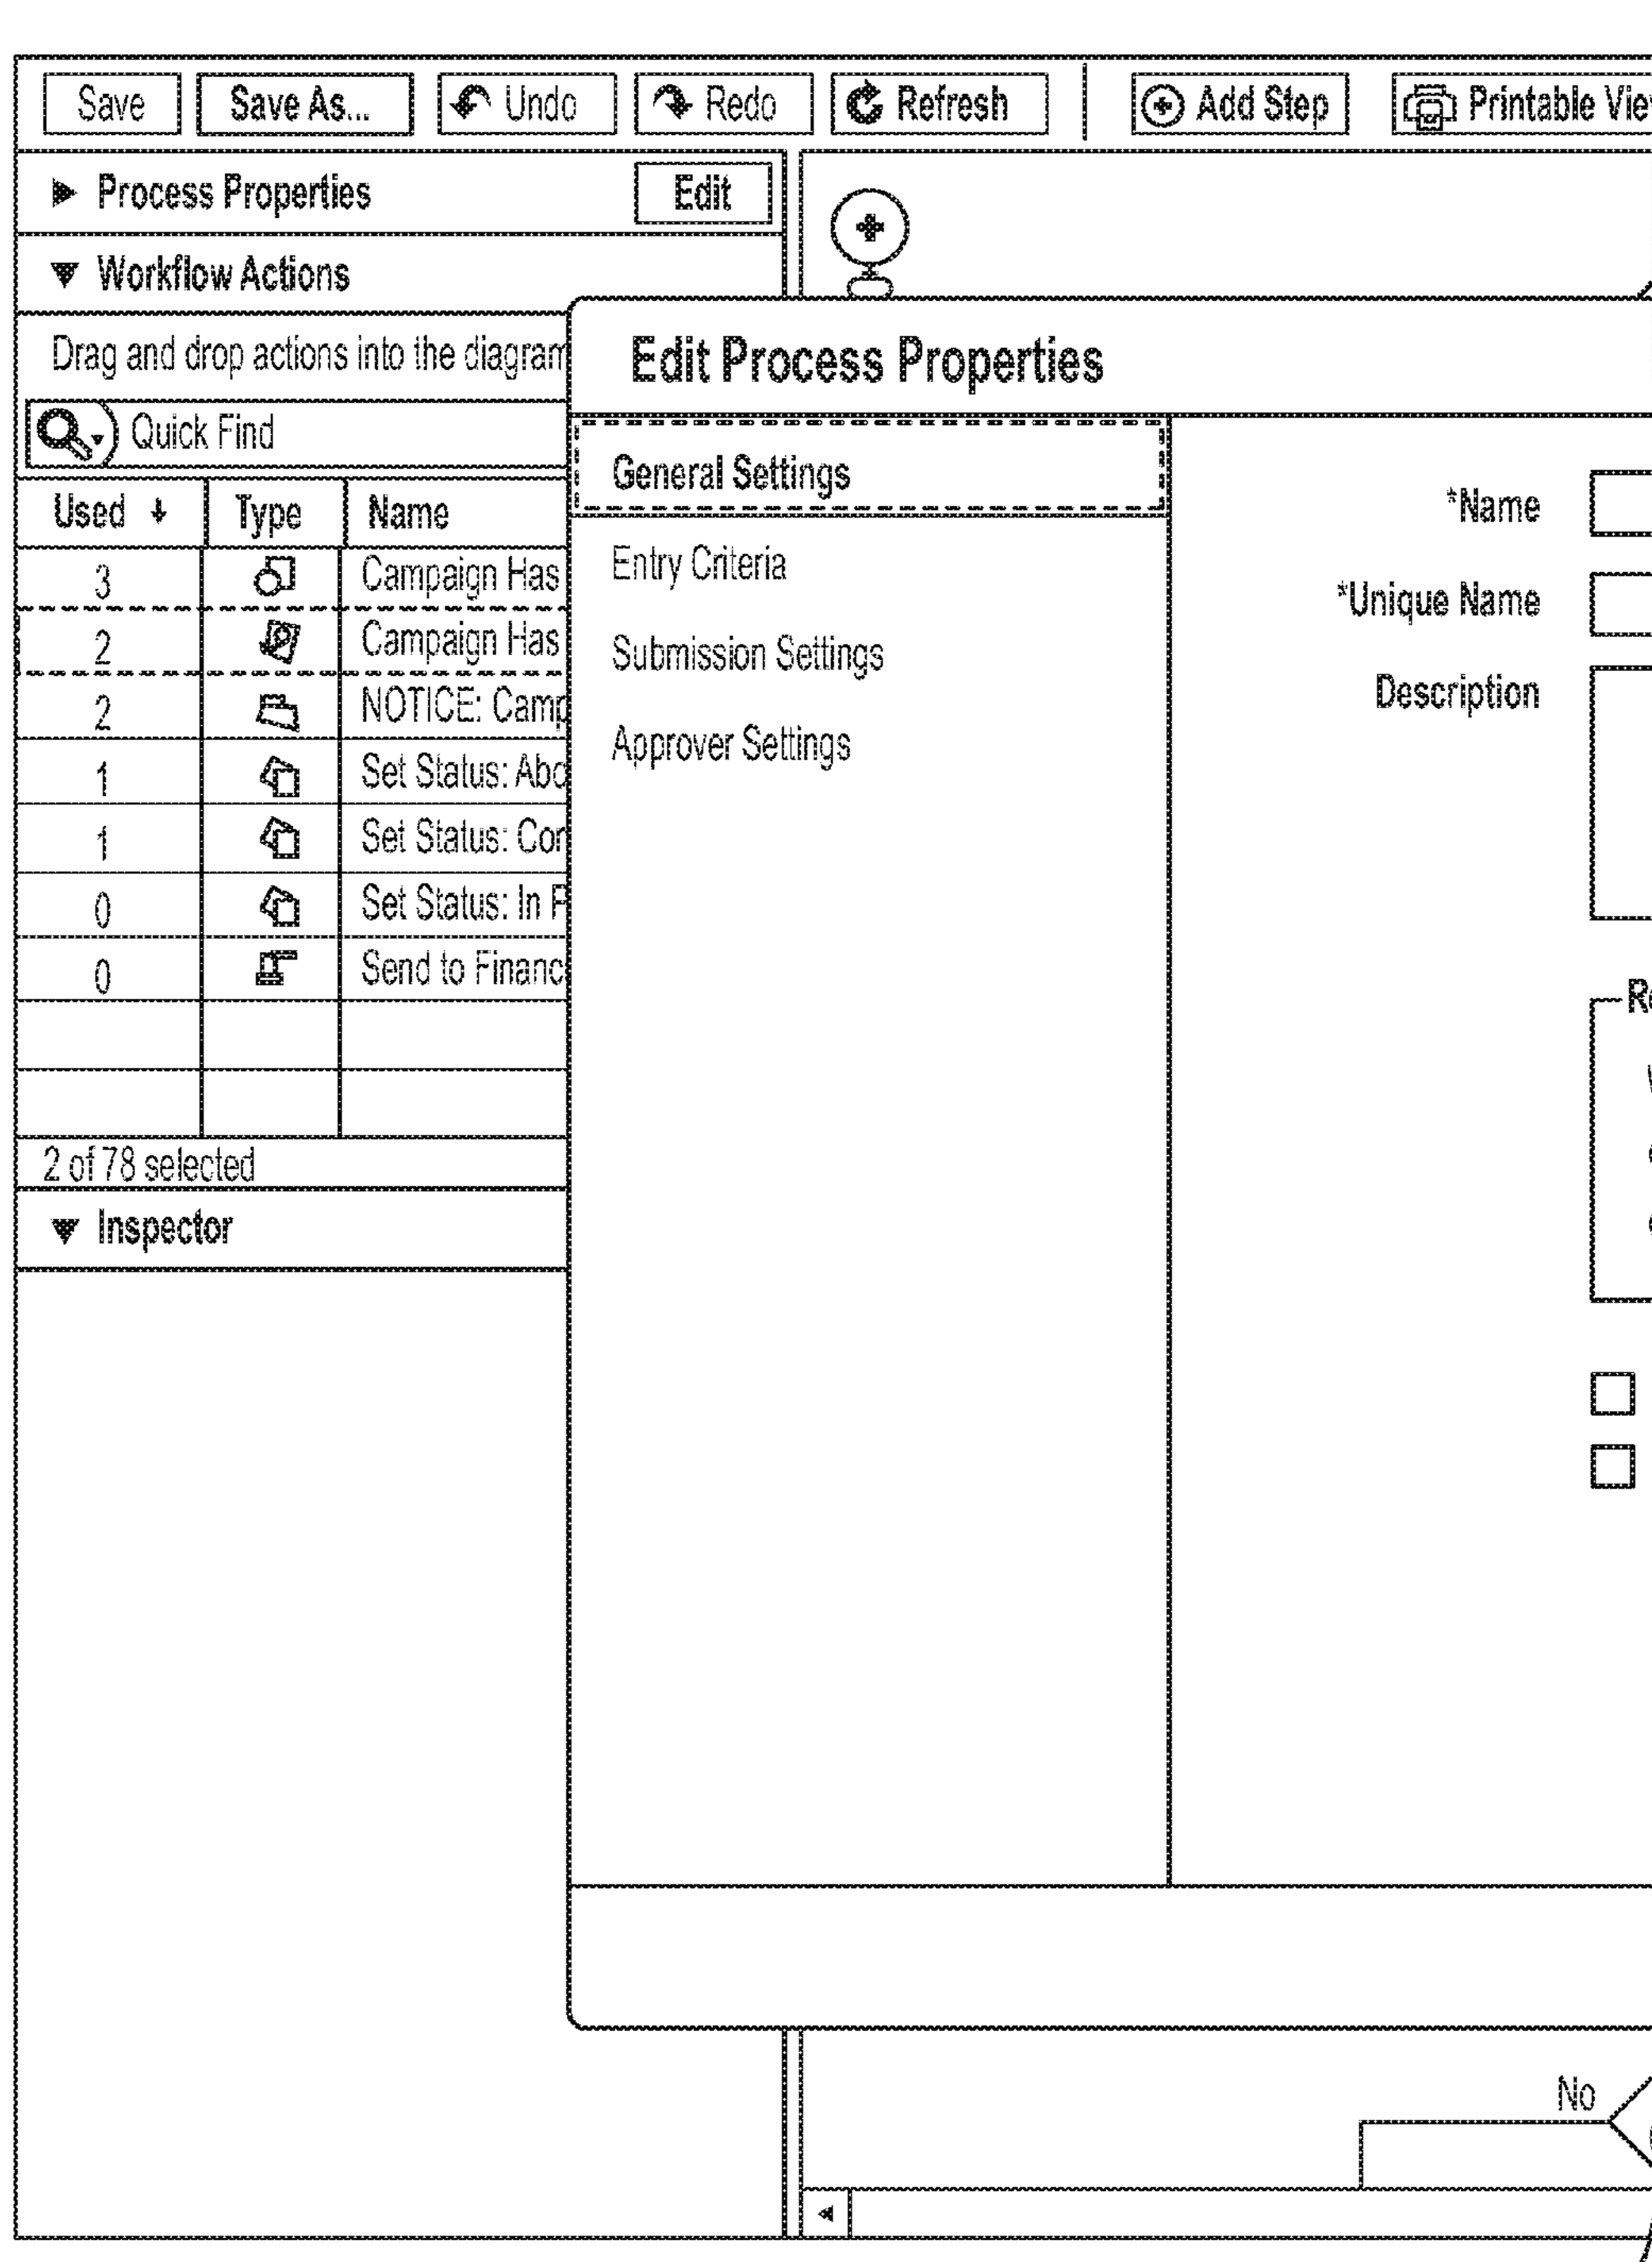 Save Save As... Undo Redo Refresh Add Step Printable
Process Properties Edit
Workflow Actions
Drag and drop actions into the diagram
Quick Find
Used Type Name
3 Campaign Has
2 Campaign Has
2 NOTICE: Camp
1 Set Status: Abo
1 Set Status: Con
0 Set Status: In P
0 Send to Financ
2 of 78 selected
Inspector
Edit Process Properties
General Settings
Entry Criteria
Submission Settings
Approver Settings
*Name
*Unique Name
Description
No